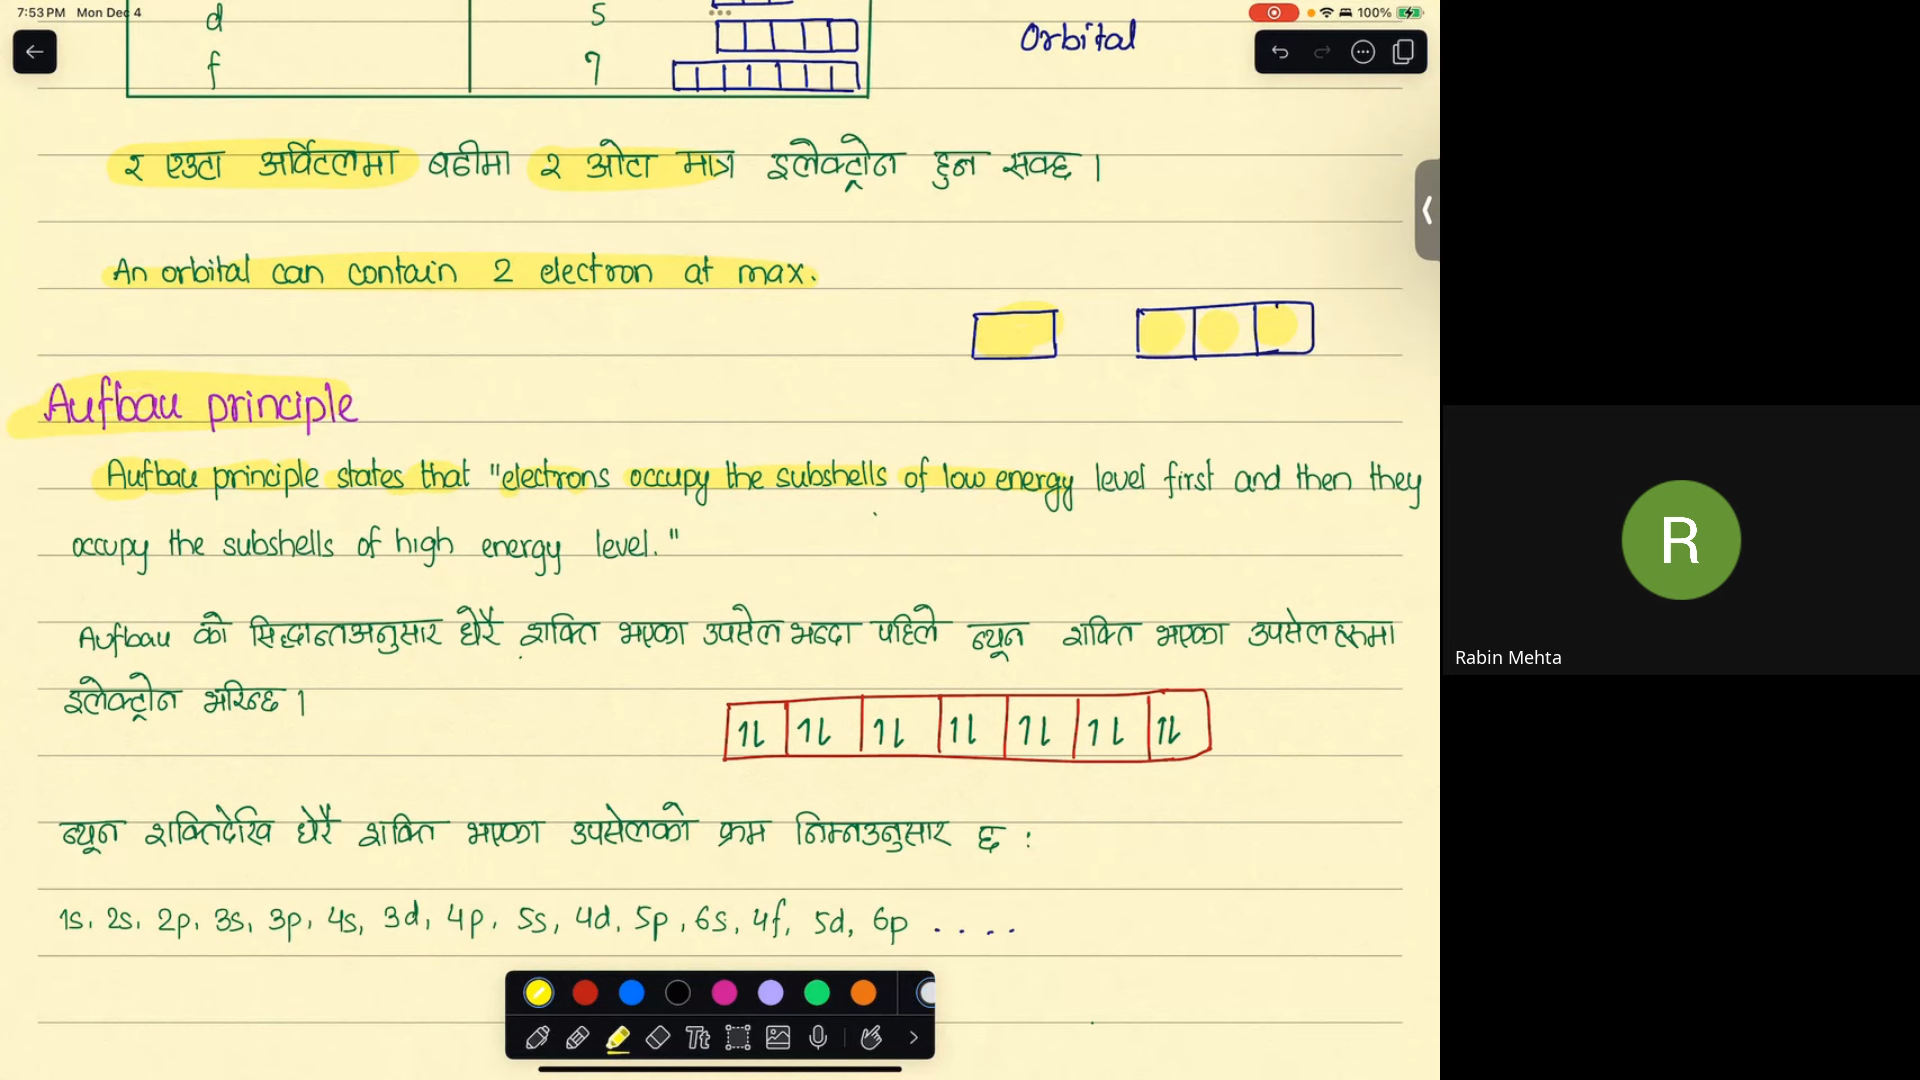 7:53 PM Mon Dec 4
100%
d 5
Orbital
f 7
१ एउटा अर्विटलमा बढीमा २ ओटा मात्र इलेक्ट्रोन हुन सक्छ ।
An orbital can contain 2 electron at max.
Aufbau principle
Aufbau principle states that "electrons occupy the subshells of low energy level first and then they
occupy the subshells of high energy level."
Aufbau को सिद्धान्तअनुसार धेरै शक्ति भएका उपसेल भन्दा पहिले न्यून शक्ति भएका उपसेलहरूमा
इलेक्ट्रोन भरिन्छ ।
न्यून शक्तिदेखि धेरै शक्ति भएका उपसेलको क्रम निम्नउनुसार छ :
1s, 2s, 2p, 3s, 3p, 4s, 3d, 4p, 5s, 4d, 5p, 6s, 4f, 5d, 6p ....
Tt
R
Rabin Mehta